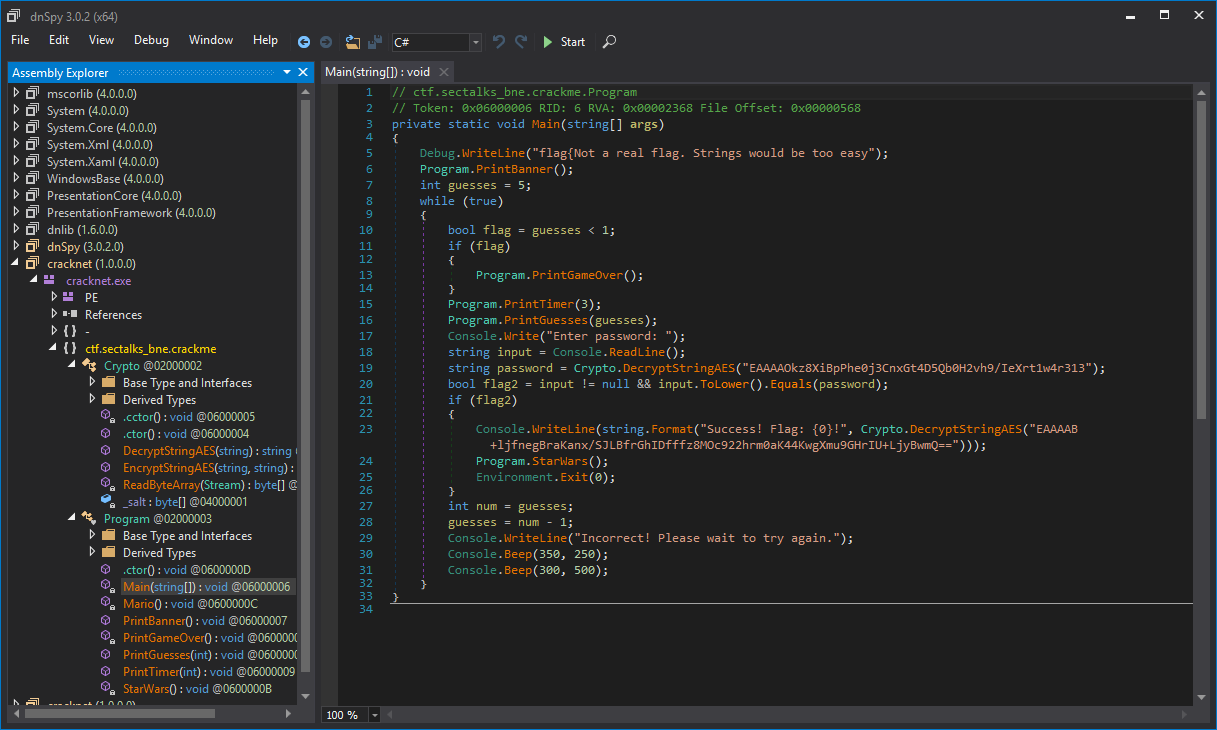 dnSpy 3.0.2 (x64)
File Edit View Debug Window Help C# Start
Assembly Explorer
mscorlib (4.0.0.0)
System (4.0.0.0)
System.Core (4.0.0.0)
System.Xml (4.0.0.0)
System.Xaml (4.0.0.0)
WindowsBase (4.0.0.0)
PresentationCore (4.0.0.0)
PresentationFramework (4.0.0.0)
dnlib (1.6.0.0)
dnSpy (3.0.2.0)
cracknet (1.0.0.0)
cracknet.exe
PE
References
{ } -
{ } ctf.sectalks_bne.crackme
Crypto @02000002
Base Type and Interfaces
Derived Types
.cctor() : void @06000005
.ctor() : void @06000004
DecryptStringAES(string) : string
EncryptStringAES(string, string) :
ReadByteArray(Stream) : byte[] @
_salt : byte[] @04000001
Program @02000003
Base Type and Interfaces
Derived Types
.ctor() : void @0600000D
Main(string[]) : void @06000006
Mario() : void @0600000C
PrintBanner() : void @06000007
PrintGameOver() : void @0600000
PrintGuesses(int) : void @0600000
PrintTimer(int) : void @06000009
StarWars() : void @0600000B
cracknet (1.0.0.0)
Main(string[]) : void
1 // ctf.sectalks_bne.crackme.Program
2 // Token: 0x06000006 RID: 6 RVA: 0x00002368 File Offset: 0x00000568
3 private static void Main(string[] args)
4 {
5 Debug.WriteLine("flag{Not a real flag. Strings would be too easy");
6 Program.PrintBanner();
7 int guesses = 5;
8 while (true)
9 {
10 bool flag = guesses < 1;
11 if (flag)
12 {
13 Program.PrintGameOver();
14 }
15 Program.PrintTimer(3);
16 Program.PrintGuesses(guesses);
17 Console.Write("Enter password: ");
18 string input = Console.ReadLine();
19 string password = Crypto.DecryptStringAES("EAAAAOkz8XiBpPhe0j3CnxGt4D5Qb0H2vh9/IeXrt1w4r313");
20 bool flag2 = input != null && input.ToLower().Equals(password);
21 if (flag2)
22 {
23 Console.WriteLine(string.Format("Success! Flag: {0}!", Crypto.DecryptStringAES("EAAAAB
+ljfnegBraKanx/SJLBfrGhIDfffz8MOc922hrm0aK44KwgXmu9GHrIU+LjyBwmQ==")));
24 Program.StarWars();
25 Environment.Exit(0);
26 }
27 int num = guesses;
28 guesses = num - 1;
29 Console.WriteLine("Incorrect! Please wait to try again.");
30 Console.Beep(350, 250);
31 Console.Beep(300, 500);
32 }
33 }
34
100 %